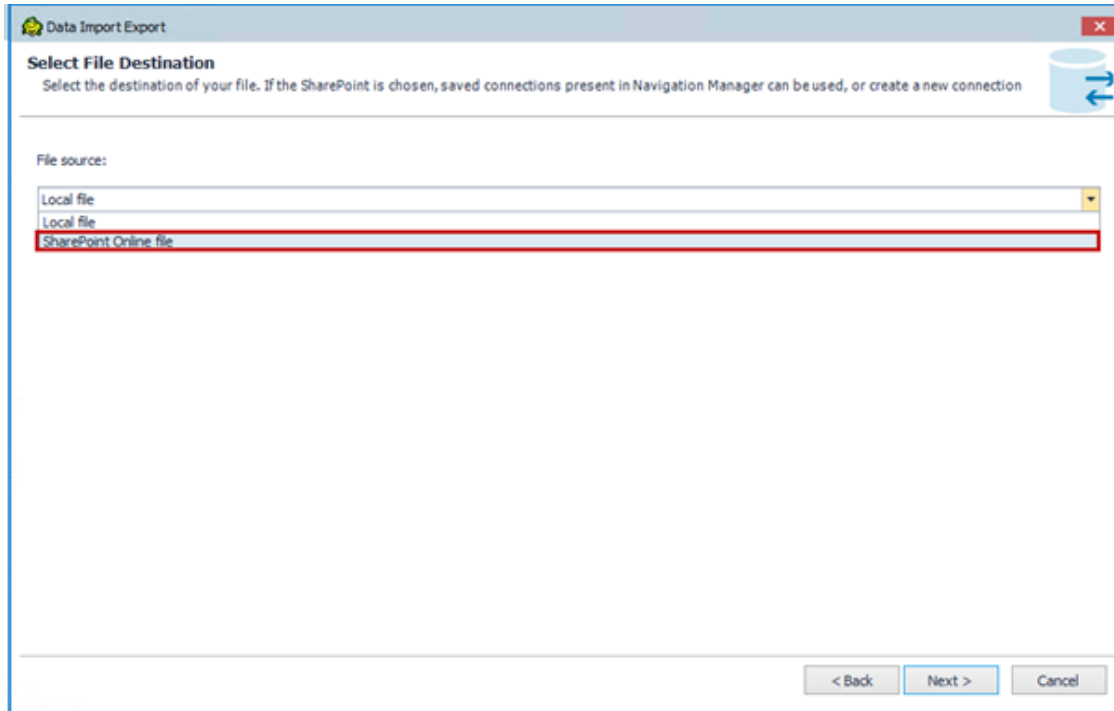 Data Import Export
Select File Destination
Select the destination of your file. If the SharePoint is chosen, saved connections present in Navigation Manager can be used, or create a new connection
File source:
Local file
Local file
SharePoint Online file
< Back Next > Cancel